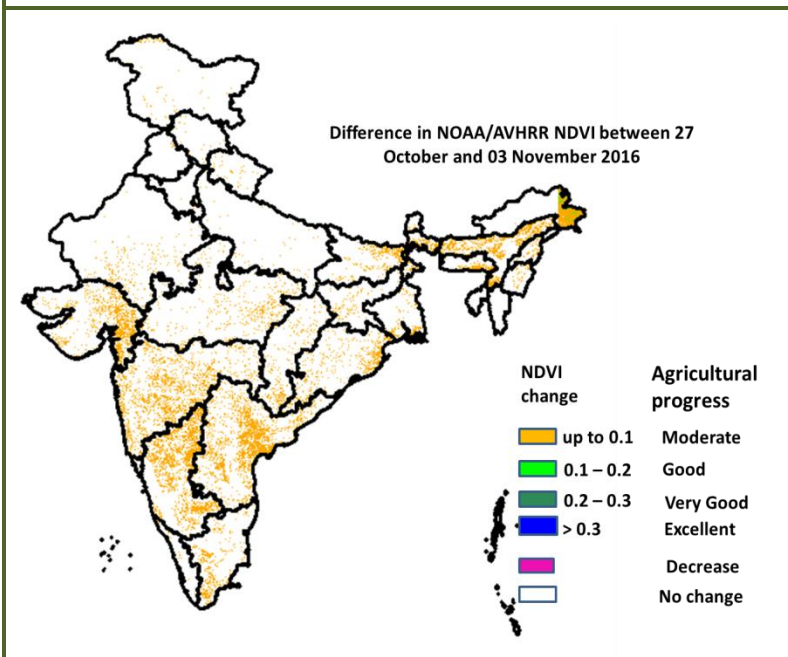 Difference in NOAA/AVHRR NDVI between 27
October and 03 November 2016
NDVI
change
Agricultural
progress
up to 0.1 Moderate
0.1 – 0.2 Good
0.2 – 0.3 Very Good
> 0.3 Excellent
Decrease
No change